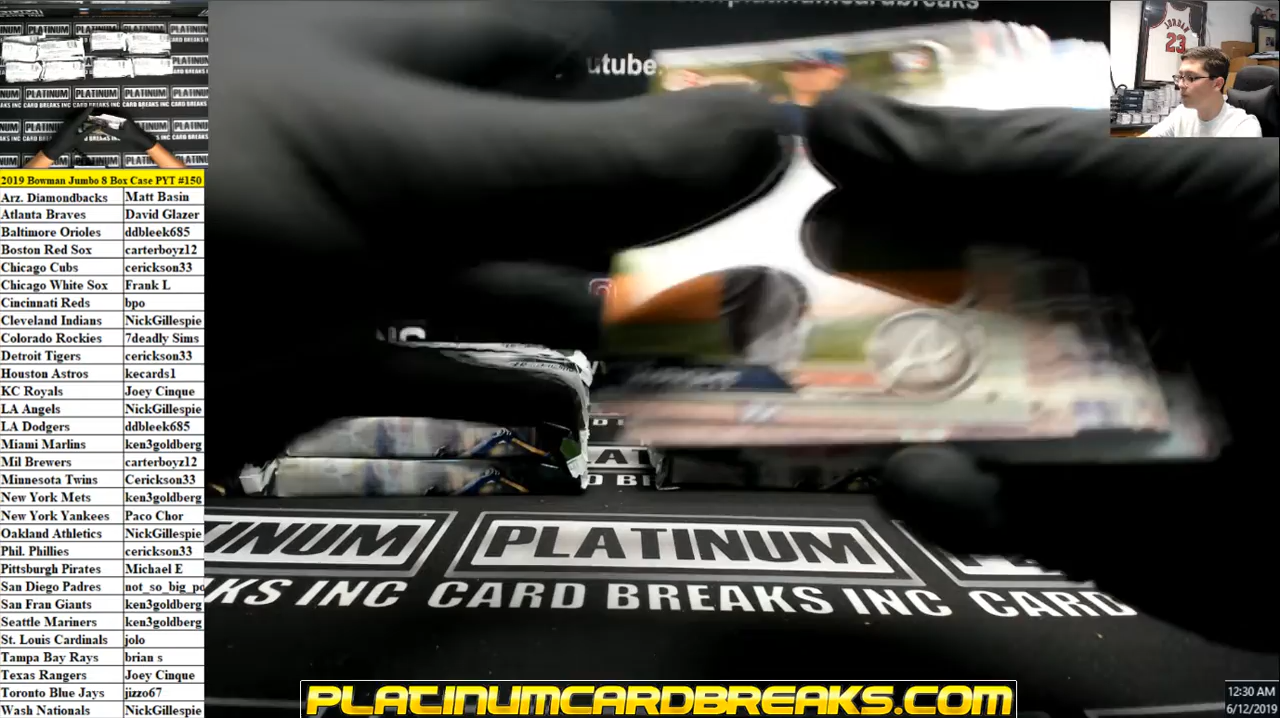 2019 Bowman Jumbo 8 Box Case PYT #150
Arz. Diamondbacks Matt Basin
Atlanta Braves David Glazer
Baltimore Orioles ddbleek685
Boston Red Sox carterboyz12
Chicago Cubs cerickson33
Chicago White Sox Frank L
Cincinnati Reds bpo
Cleveland Indians NickGillespie
Colorado Rockies 7deadly Sims
Detroit Tigers cerickson33
Houston Astros kecards1
KC Royals Joey Cinque
LA Angels NickGillespie
LA Dodgers ddbleek685
Miami Marlins ken3goldberg
Mil Brewers carterboyz12
Minnesota Twins Cerickson33
New York Mets ken3goldberg
New York Yankees Paco Chor
Oakland Athletics NickGillespie
Phil. Phillies cerickson33
Pittsburgh Pirates Michael E
San Diego Padres not_so_big_po
San Fran Giants ken3goldberg
Seattle Mariners ken3goldberg
St. Louis Cardinals jolo
Tampa Bay Rays brian s
Texas Rangers Joey Cinque
Toronto Blue Jays jizzo67
Wash Nationals NickGillespie
PLATINUM
CARD BREAKS INC
utube.
platinumcardbreaks
JORDAN
23
TINUM PLATINUM
KS INC CARD BREAKS INC CARD
PLATINUMCARDBREAKS.COM
12:30 AM
6/12/2019